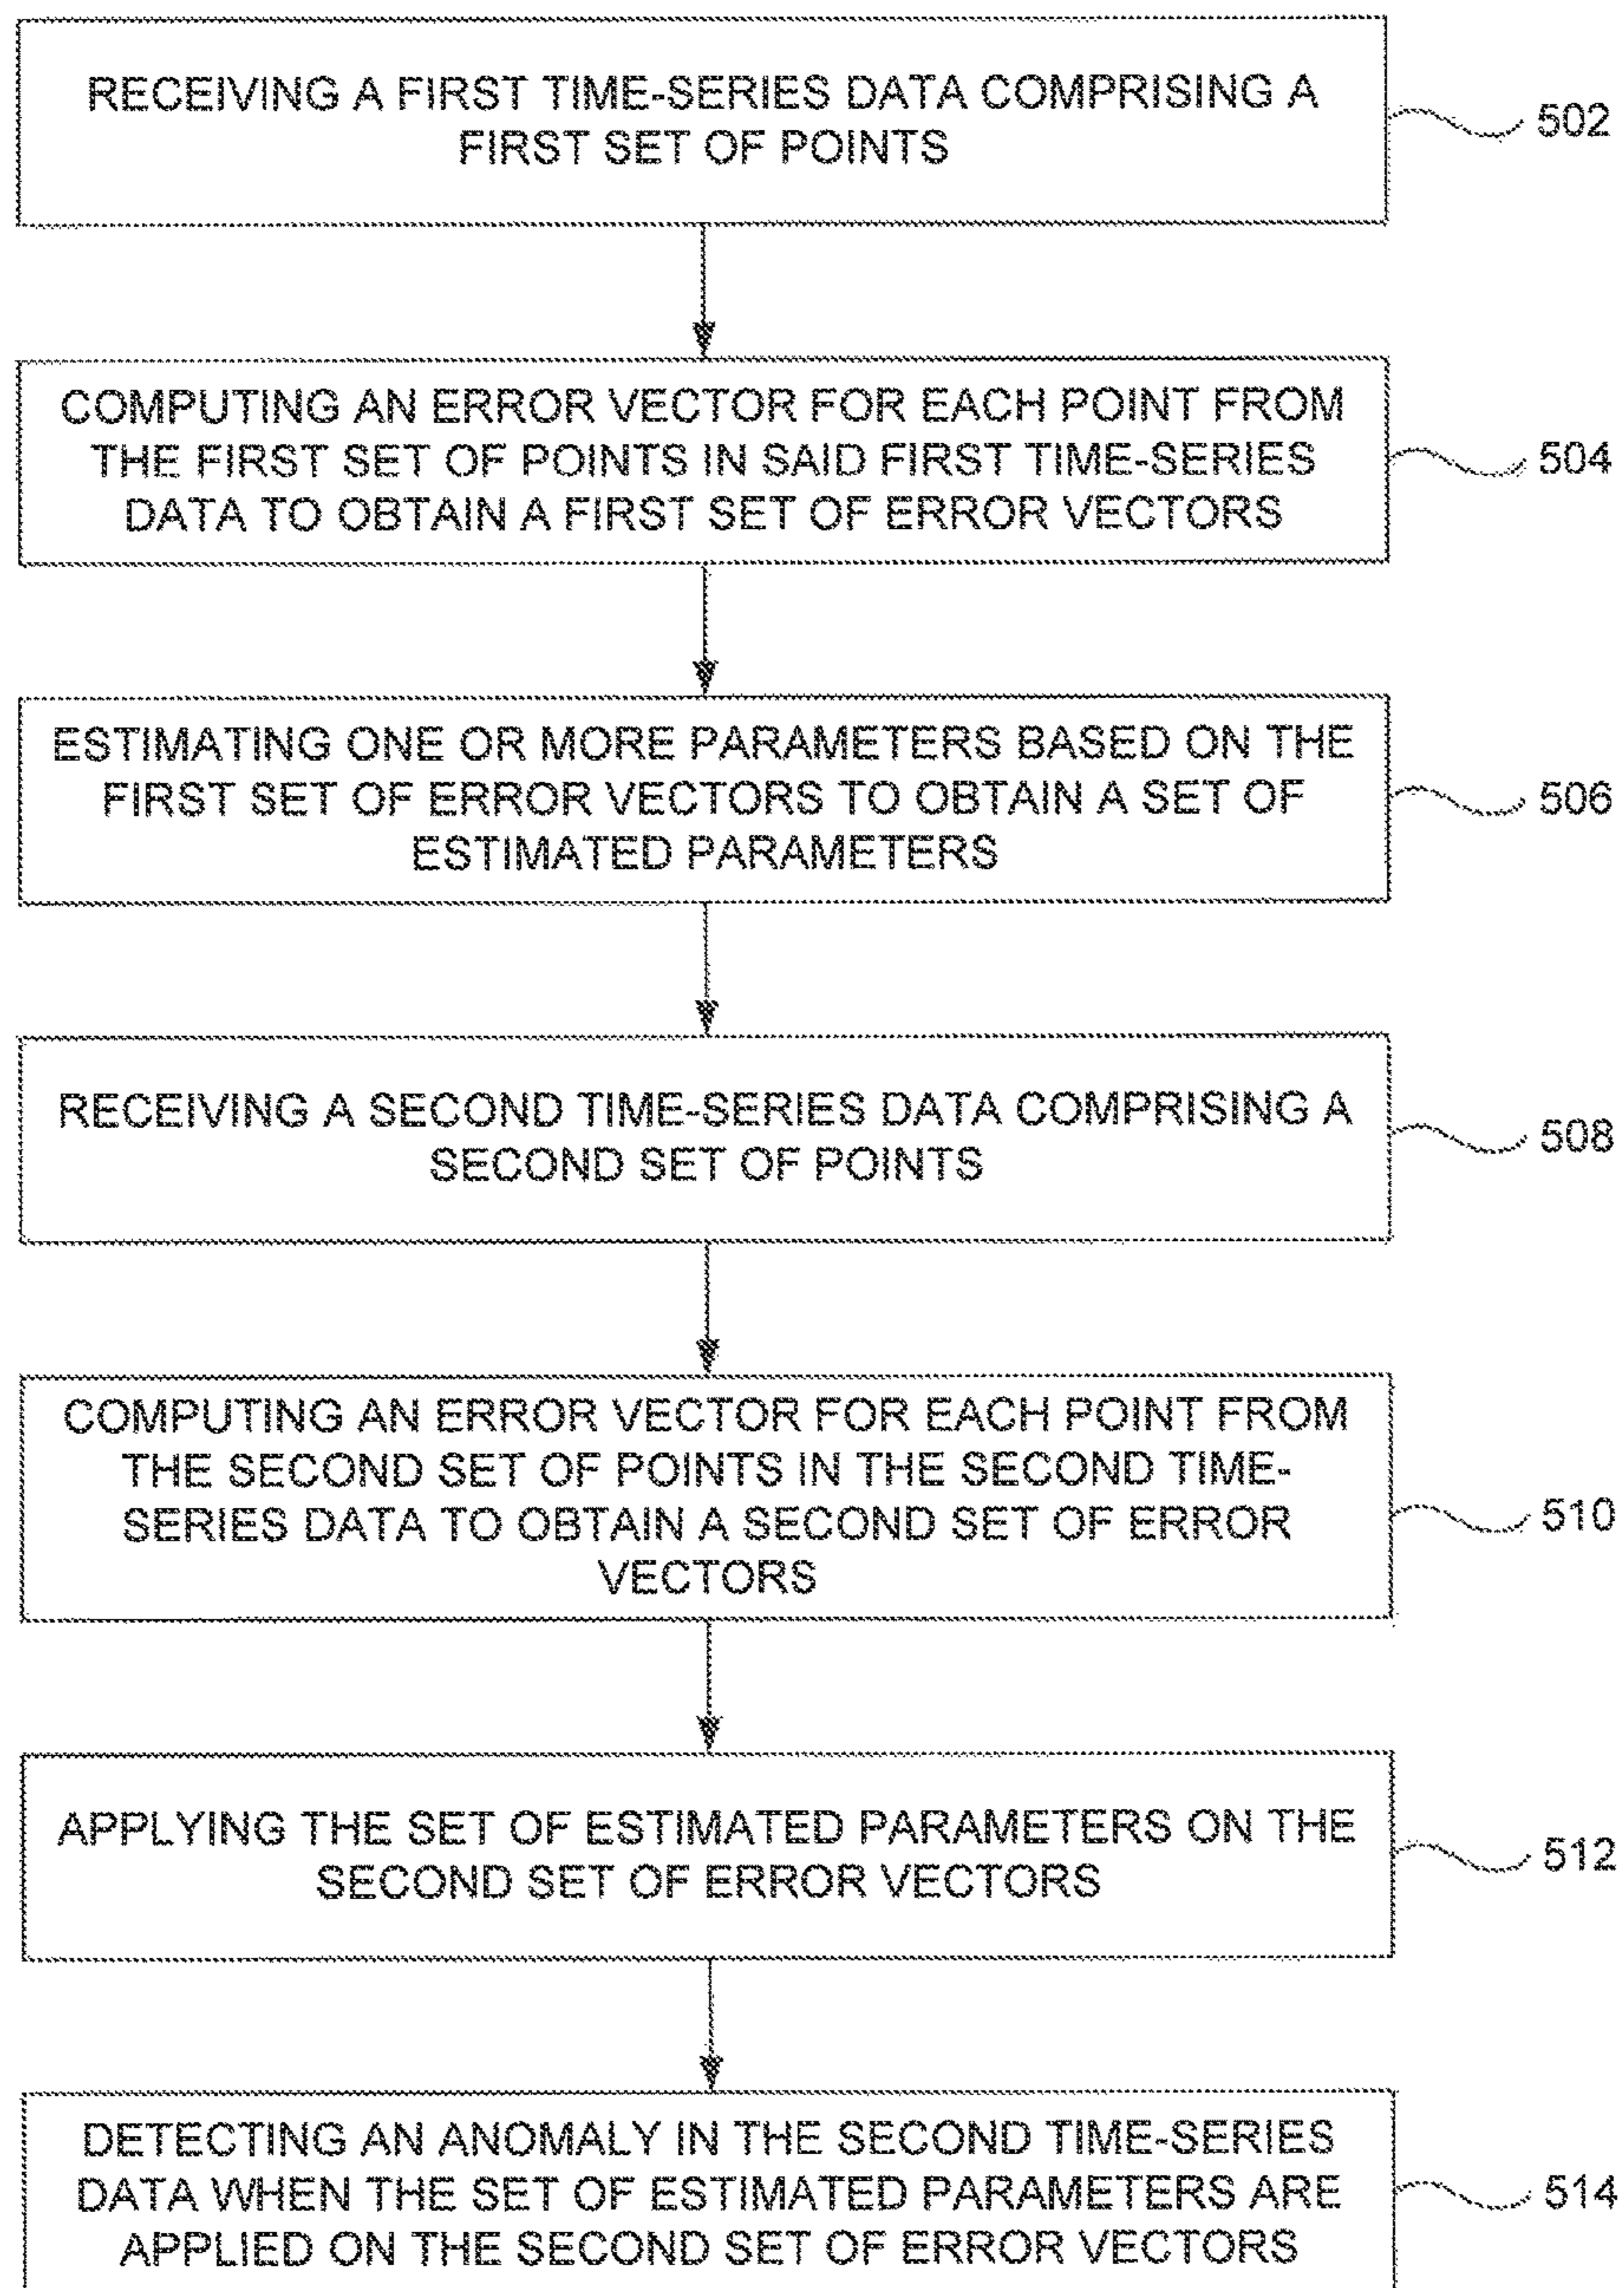 RECEIVING A FIRST TIME-SERIES DATA COMPRISING A
FIRST SET OF POINTS
502
COMPUTING AN ERROR VECTOR FOR EACH POINT FROM
THE FIRST SET OF POINTS IN SAID FIRST TIME-SERIES
DATA TO OBTAIN A FIRST SET OF ERROR VECTORS
504
ESTIMATING ONE OR MORE PARAMETERS BASED ON THE
FIRST SET OF ERROR VECTORS TO OBTAIN A SET OF
ESTIMATED PARAMETERS
506
RECEIVING A SECOND TIME-SERIES DATA COMPRISING A
SECOND SET OF POINTS
508
COMPUTING AN ERROR VECTOR FOR EACH POINT FROM
THE SECOND SET OF POINTS IN THE SECOND TIME-
SERIES DATA TO OBTAIN A SECOND SET OF ERROR
VECTORS
510
APPLYING THE SET OF ESTIMATED PARAMETERS ON THE
SECOND SET OF ERROR VECTORS
512
DETECTING AN ANOMALY IN THE SECOND TIME-SERIES
DATA WHEN THE SET OF ESTIMATED PARAMETERS ARE
APPLIED ON THE SECOND SET OF ERROR VECTORS
514